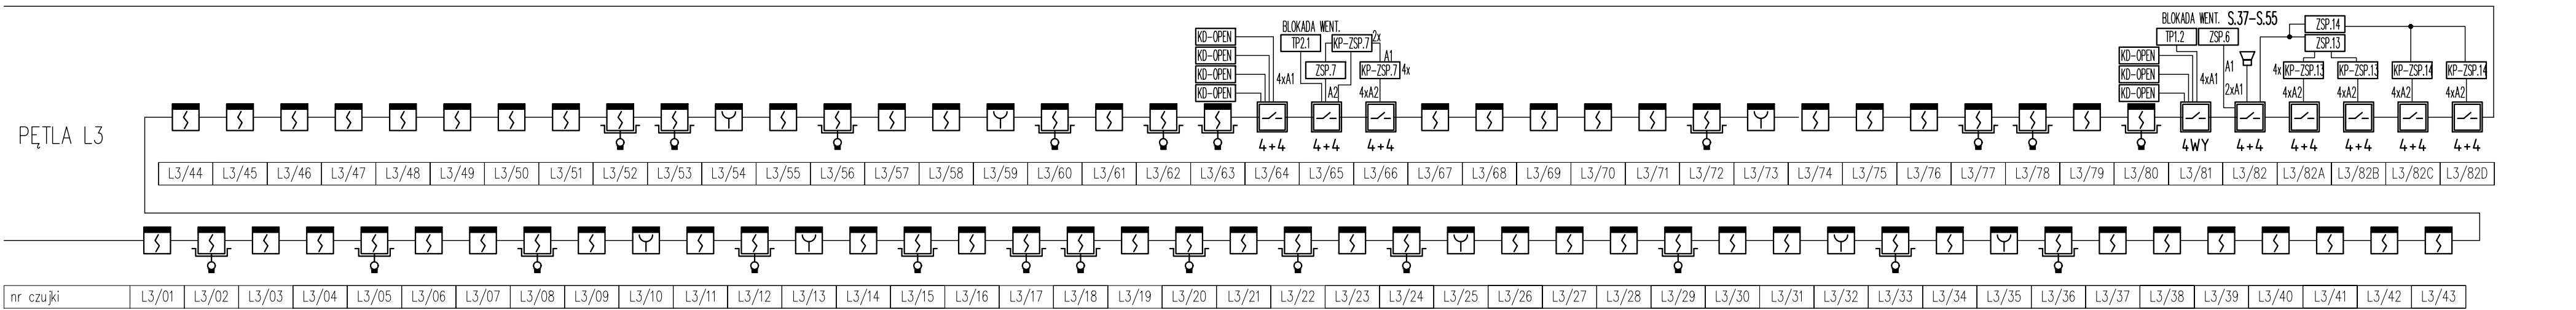 BLOKADA WENT.
KD-OPEN
KD-OPEN
KD-OPEN
KD-OPEN
4xA1
TP2.1
KP-ZSP.7
2x
ZSP.7
A2
A1
KP-ZSP.7
4x
4xA2
BLOKADA WENT. S.37-S.55
TP1.2
ZSP.6
KD-OPEN
KD-OPEN
KD-OPEN
4xA1
A1
2xA1
ZSP.14
ZSP.13
4x
KP-ZSP.13
KP-ZSP.13
KP-ZSP.14
KP-ZSP.14
4xA2
4xA2
4xA2
4xA2
PĘTLA L3
4+4 4+4 4+4 4WY 4+4 4+4 4+4 4+4 4+4
L3/44 L3/45 L3/46 L3/47 L3/48 L3/49 L3/50 L3/51 L3/52 L3/53 L3/54 L3/55 L3/56 L3/57 L3/58 L3/59 L3/60 L3/61 L3/62 L3/63 L3/64 L3/65 L3/66 L3/67 L3/68 L3/69 L3/70 L3/71 L3/72 L3/73 L3/74 L3/75 L3/76 L3/77 L3/78 L3/79 L3/80 L3/81 L3/82 L3/82A L3/82B L3/82C L3/82D
nr czujki L3/01 L3/02 L3/03 L3/04 L3/05 L3/06 L3/07 L3/08 L3/09 L3/10 L3/11 L3/12 L3/13 L3/14 L3/15 L3/16 L3/17 L3/18 L3/19 L3/20 L3/21 L3/22 L3/23 L3/24 L3/25 L3/26 L3/27 L3/28 L3/29 L3/30 L3/31 L3/32 L3/33 L3/34 L3/35 L3/36 L3/37 L3/38 L3/39 L3/40 L3/41 L3/42 L3/43